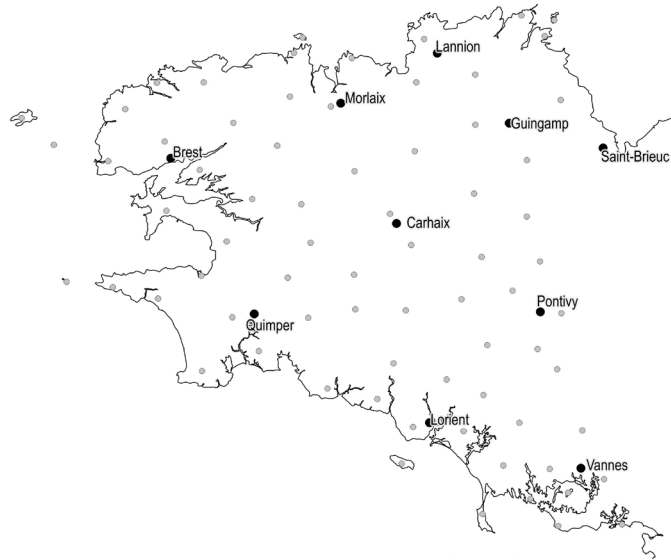 Lannion
Morlaix
Guingamp
Saint-Brieuc
Brest
Carhaix
Pontivy
Quimper
Lorient
Vannes